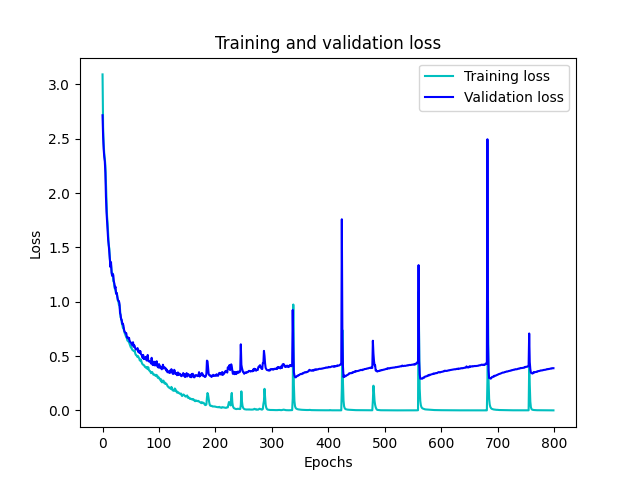 Training and validation loss
Training loss
Validation loss
3.0
2.5
2.0
1.5
1.0
0.5
0.0
Loss
0 100 200 300 400 500 600 700 800
Epochs